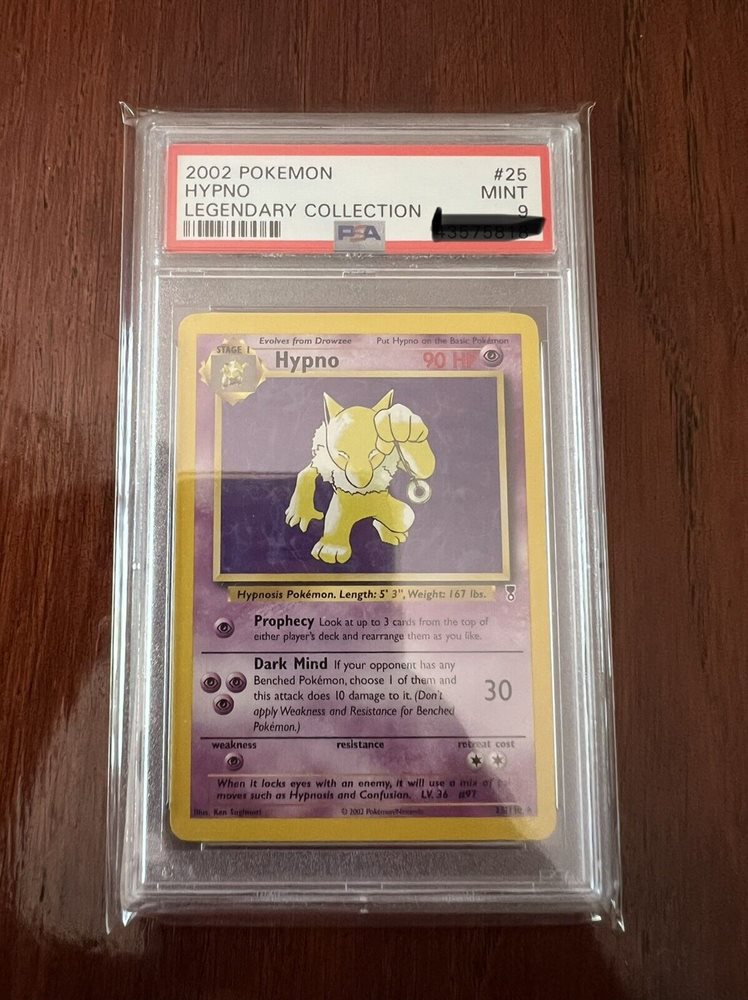 2002 POKEMON #25
HYPNO MINT
LEGENDARY COLLECTION 9
PSA
STAGE 1 Evolves from Drowzee Put Hypno on the Basic Pokémon
Hypno 90 HP
Hypnosis Pokémon. Length: 5' 3", Weight: 167 lbs.
Prophecy Look at up to 3 cards from the top of
either player's deck and rearrange them as you like.
Dark Mind If your opponent has any
Benched Pokémon, choose 1 of them and
this attack does 10 damage to it. (Don't
apply Weakness and Resistance for Benched
Pokémon.)
30
weakness resistance retreat cost
When it locks eyes with an enemy, it will use a mix of
moves such as Hypnosis and Confusion. LV. 36 #97
Illus. Ken Sugimori © 2002 Pokémon/Nintendo